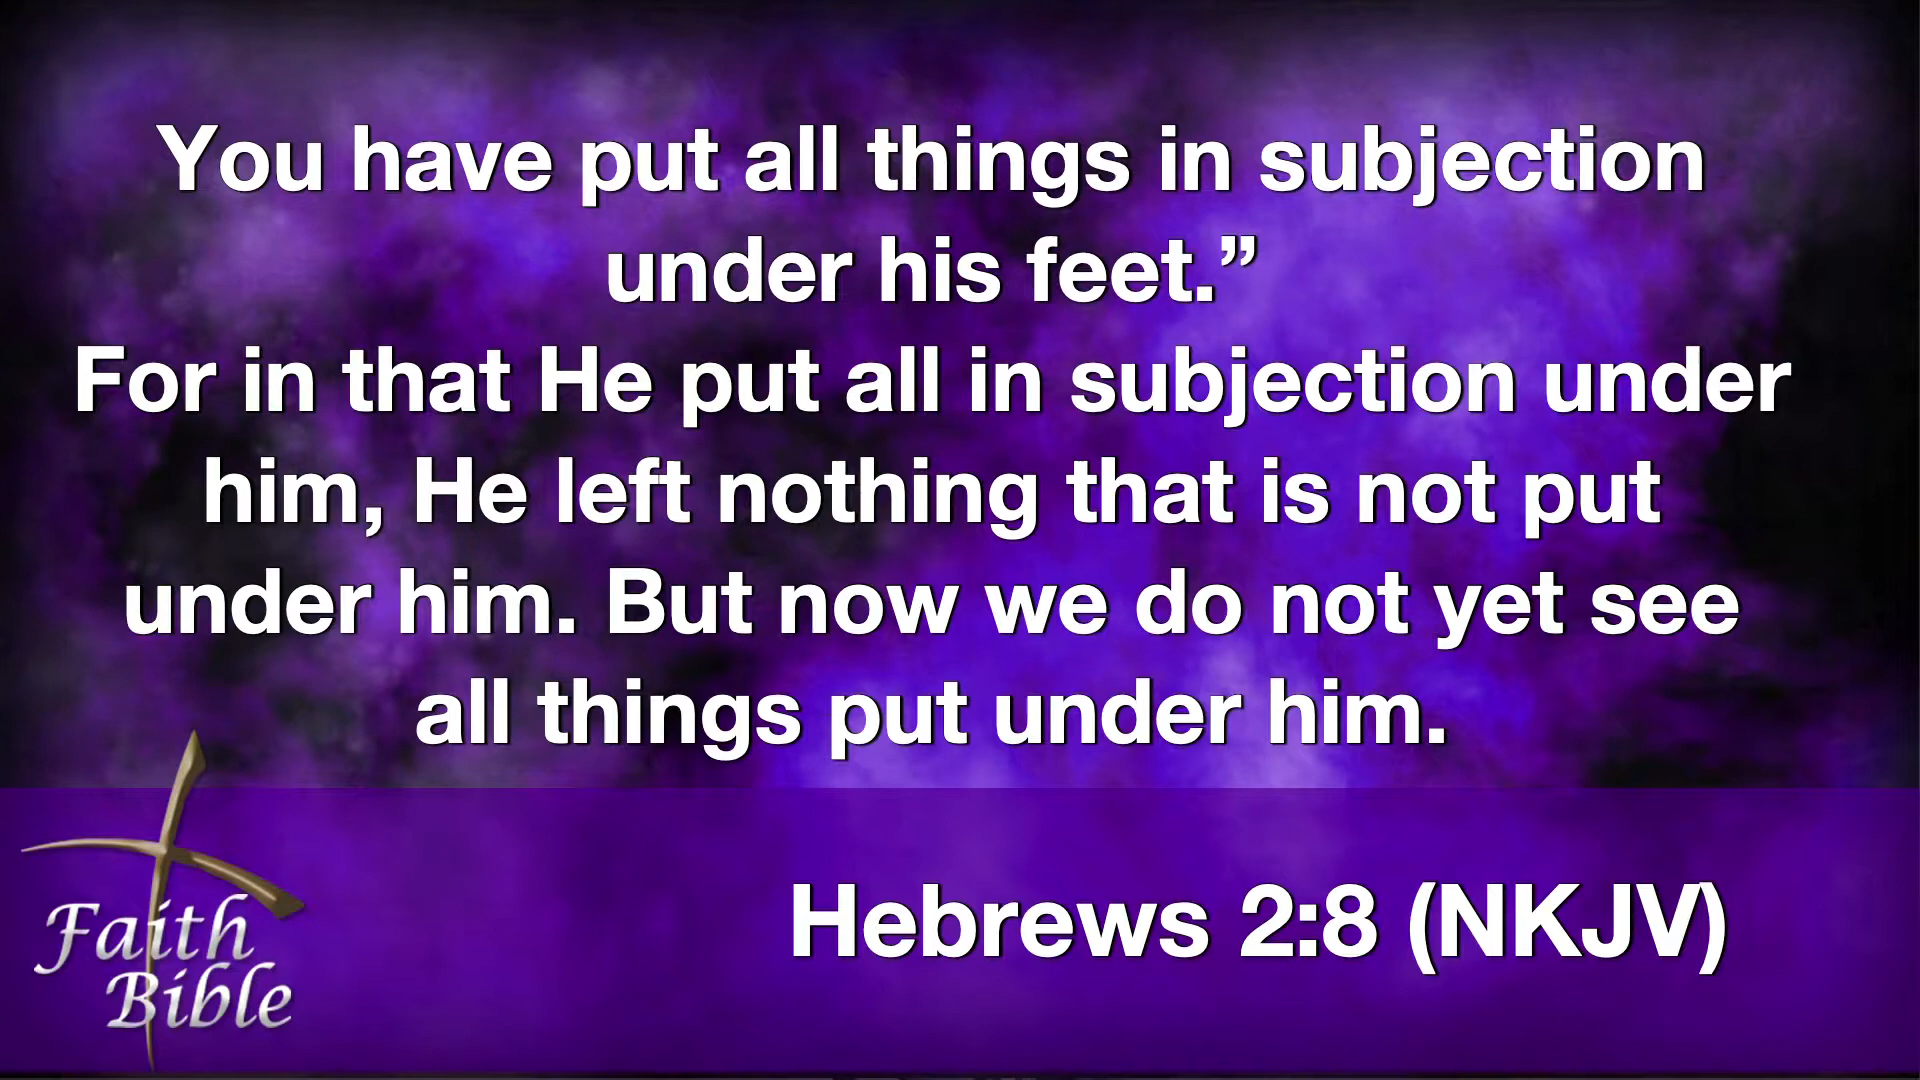 You have put all things in subjection
under his feet.”
For in that He put all in subjection under
him, He left nothing that is not put
under him. But now we do not yet see
all things put under him.
Hebrews 2:8 (NKJV)
Faith
Bible